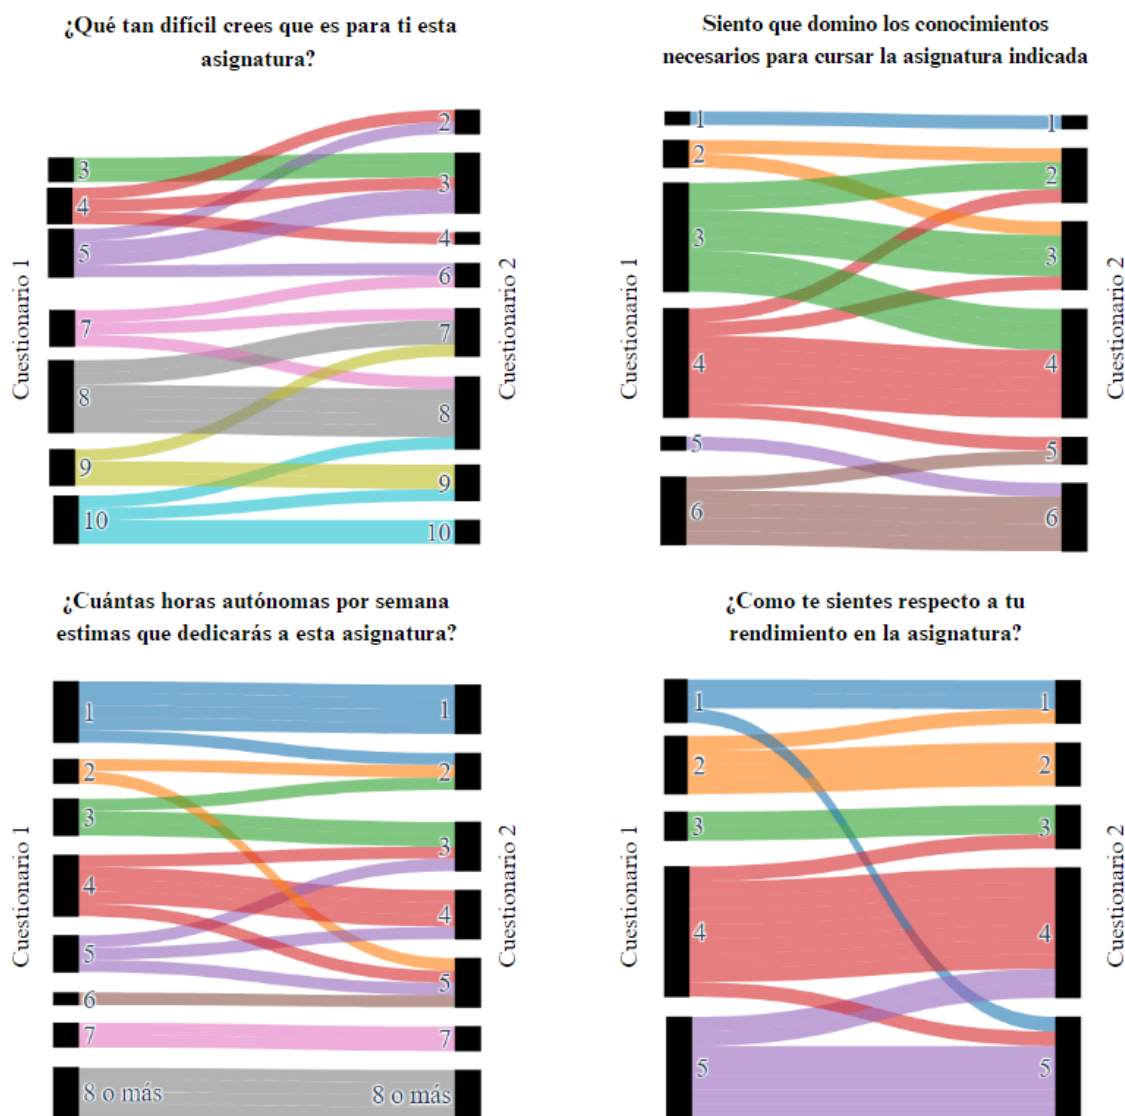 ¿Qué tan difícil crees que es para ti esta
asignatura?
Cuestionario 1
3
4
5
7
8
9
10
2
3
4
6
7
8
9
10
Cuestionario 2
Siento que domino los conocimientos
necesarios para cursar la asignatura indicada
Cuestionario 1
1
2
3
4
5
6
1
2
3
4
5
6
Cuestionario 2
¿Cuántas horas autónomas por semana
estimas que dedicarás a esta asignatura?
Cuestionario 1
1
2
3
4
5
6
7
8 o más
1
2
3
4
5
7
8 o más
Cuestionario 2
¿Como te sientes respecto a tu
rendimiento en la asignatura?
Cuestionario 1
1
2
3
4
5
1
2
3
4
5
Cuestionario 2